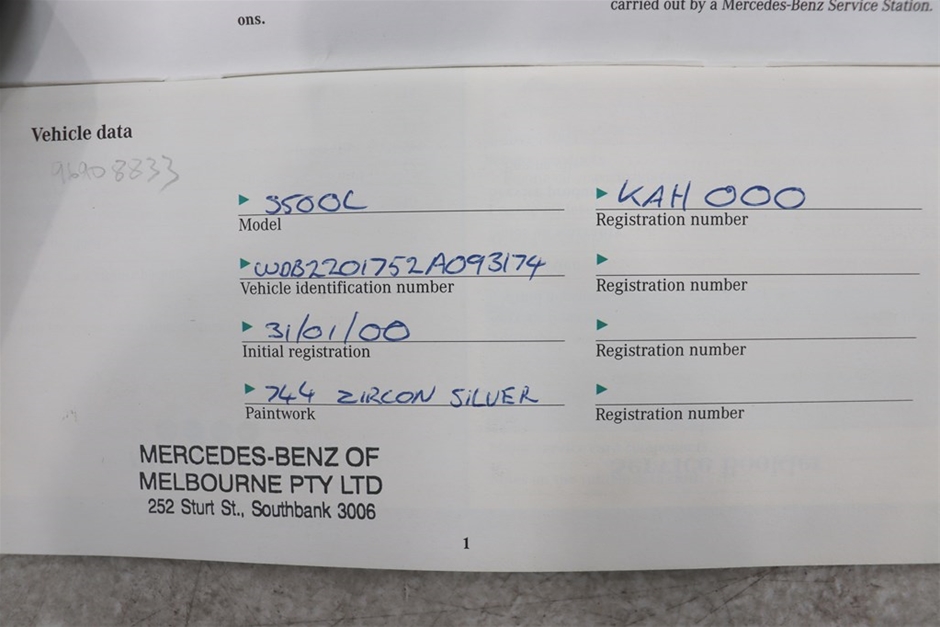 ons.
carried out by a Mercedes-Benz Service Station.
Vehicle data
96908833
S500L
Model
KAH 000
Registration number
WDB2201752A093174
Vehicle identification number
Registration number
31/01/00
Initial registration
Registration number
744 ZIRCON SILVER
Paintwork
Registration number
MERCEDES-BENZ OF
MELBOURNE PTY LTD
252 Sturt St., Southbank 3006
1